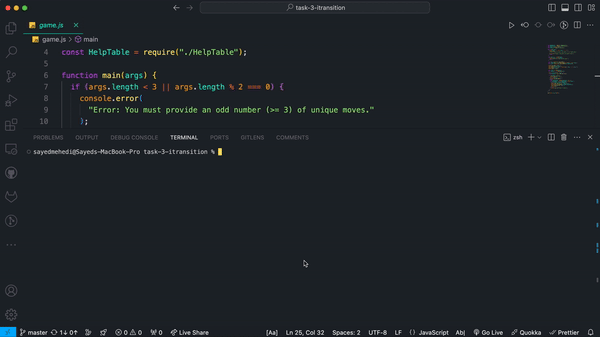 task-3-itransition
game.js
game.js > main
4 const HelpTable = require("./HelpTable");
5
6 function main(args) {
7 if (args.length < 3 || args.length % 2 === 0) {
8 console.error(
9 "Error: You must provide an odd number (>= 3) of unique moves."
10 );
PROBLEMS OUTPUT DEBUG CONSOLE TERMINAL PORTS GITLENS COMMENTS
zsh
sayedmehedi@Sayeds-MacBook-Pro task-3-itransition %
master 1↓ 0↑ 0 0 0 Live Share [Aa] Ln 25, Col 32 Spaces: 2 UTF-8 LF {} JavaScript Ab| Go Live Quokka Prettier